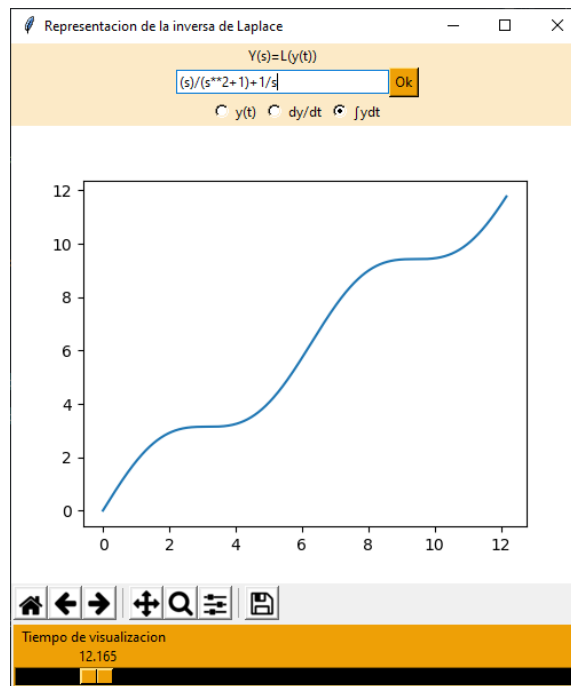 Representacion de la inversa de Laplace
Y(s)=L(y(t))
(s)/(s**2+1)+1/s
Ok
y(t) dy/dt ∫ydt
12
10
8
6
4
2
0
0 2 4 6 8 10 12
Tiempo de visualizacion
12.165